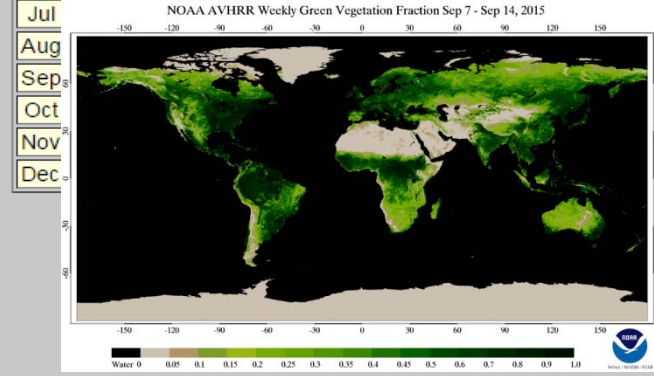 Jul
Aug
Sep
Oct
Nov
Dec
NOAA AVHRR Weekly Green Vegetation Fraction Sep 7 - Sep 14, 2015
-150 -120 -90 -60 -30 0 30 60 90 120 150
60
30
0
-30
-60
-150 -120 -90 -60 -30 0 30 60 90 120 150
Water 0 0.05 0.1 0.15 0.2 0.25 0.3 0.35 0.4 0.45 0.5 0.6 0.7 0.8 0.9 1.0
NOAA
NOAA / NESDIS / STAR